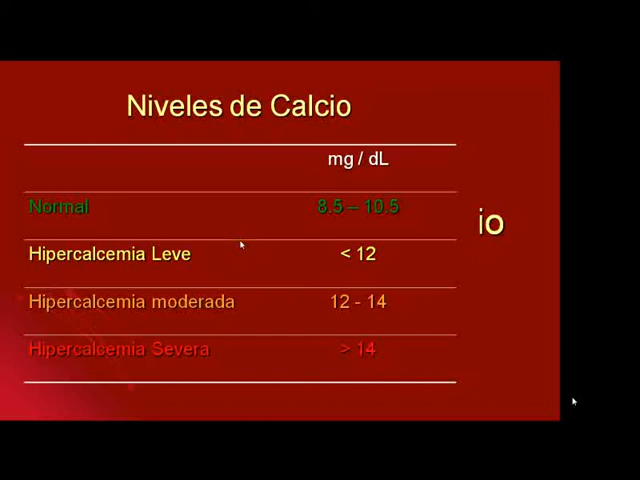 Niveles de Calcio
mg / dL
Normal 8.5 – 10.5
io
Hipercalcemia Leve < 12
Hipercalcemia moderada 12 - 14
Hipercalcemia Severa > 14